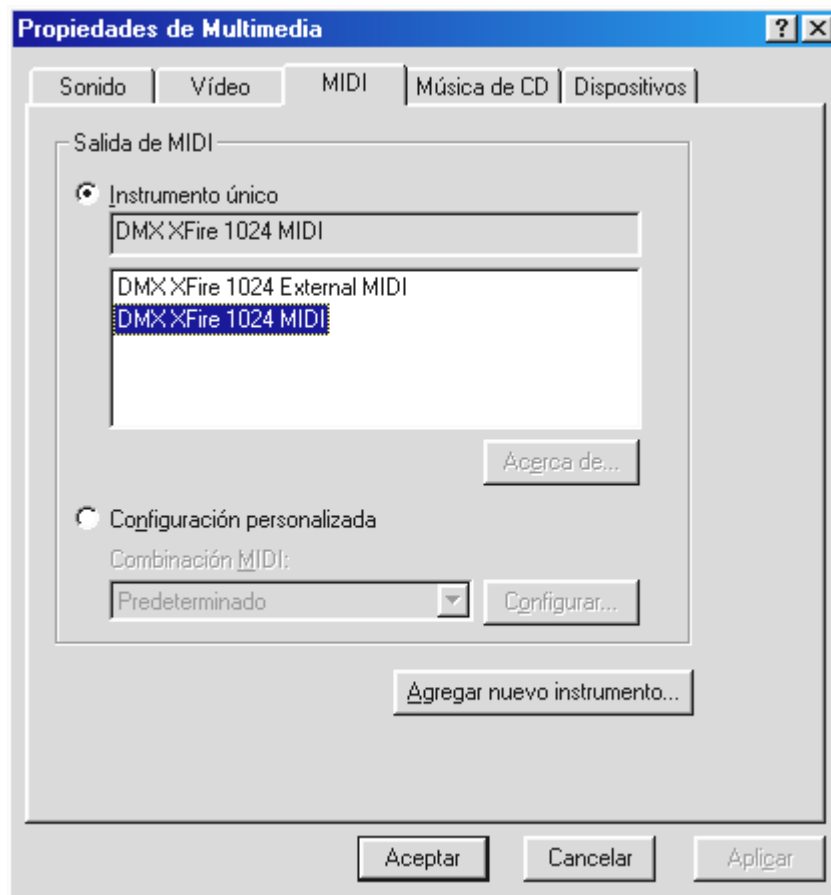 Propiedades de Multimedia
Sonido Vídeo MIDI Música de CD Dispositivos
Salida de MIDI
Instrumento único
DMX XFire 1024 MIDI
DMX XFire 1024 External MIDI
DMX XFire 1024 MIDI
Acerca de...
Configuración personalizada
Combinación MIDI:
Predeterminado Configurar...
Agregar nuevo instrumento...
Aceptar Cancelar Aplicar